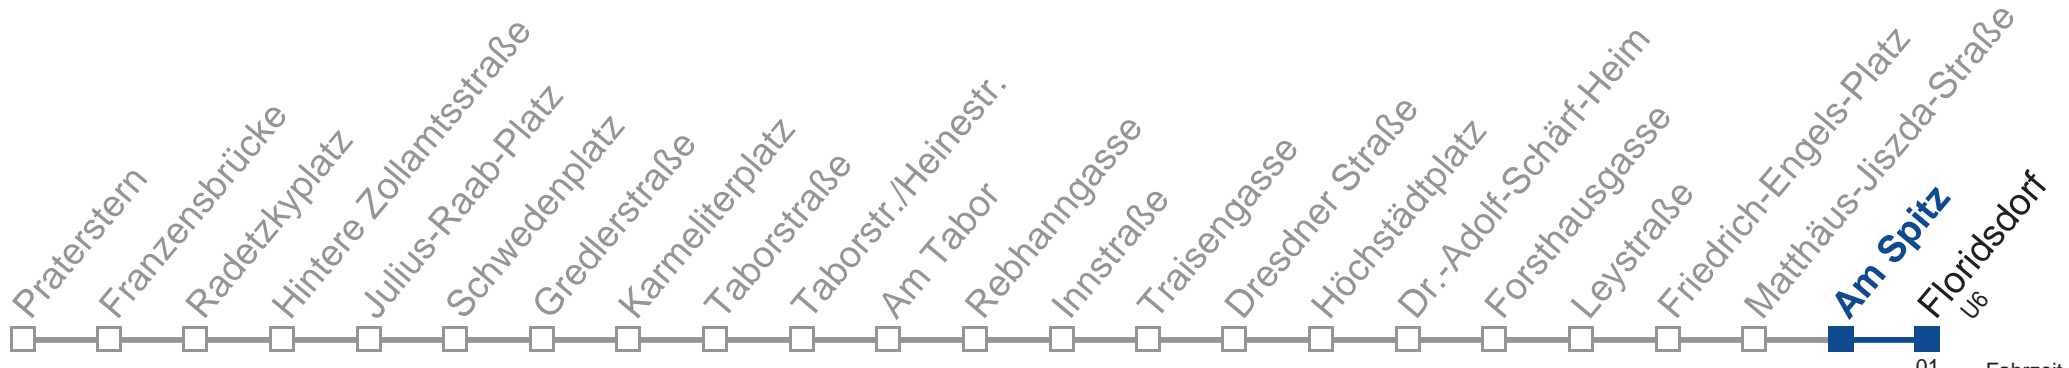 Praterstern
Franzensbrücke
Radetzkyplatz
Hintere Zollamtsstraße
Julius-Raab-Platz
Schwedenplatz
Gredlerstraße
Karmeliterplatz
Taborstraße
Taborstr./Heinestr.
Am Tabor
Rebhanngasse
Innstraße
Traisengasse
Dresdner Straße
Höchstädtplatz
Dr.-Adolf-Schärf-Heim
Forsthausgasse
Leystraße
Friedrich-Engels-Platz
Matthäus-Jiszda-Straße
Am Spitz
Floridsdorf
U6
01
Fahrzeit